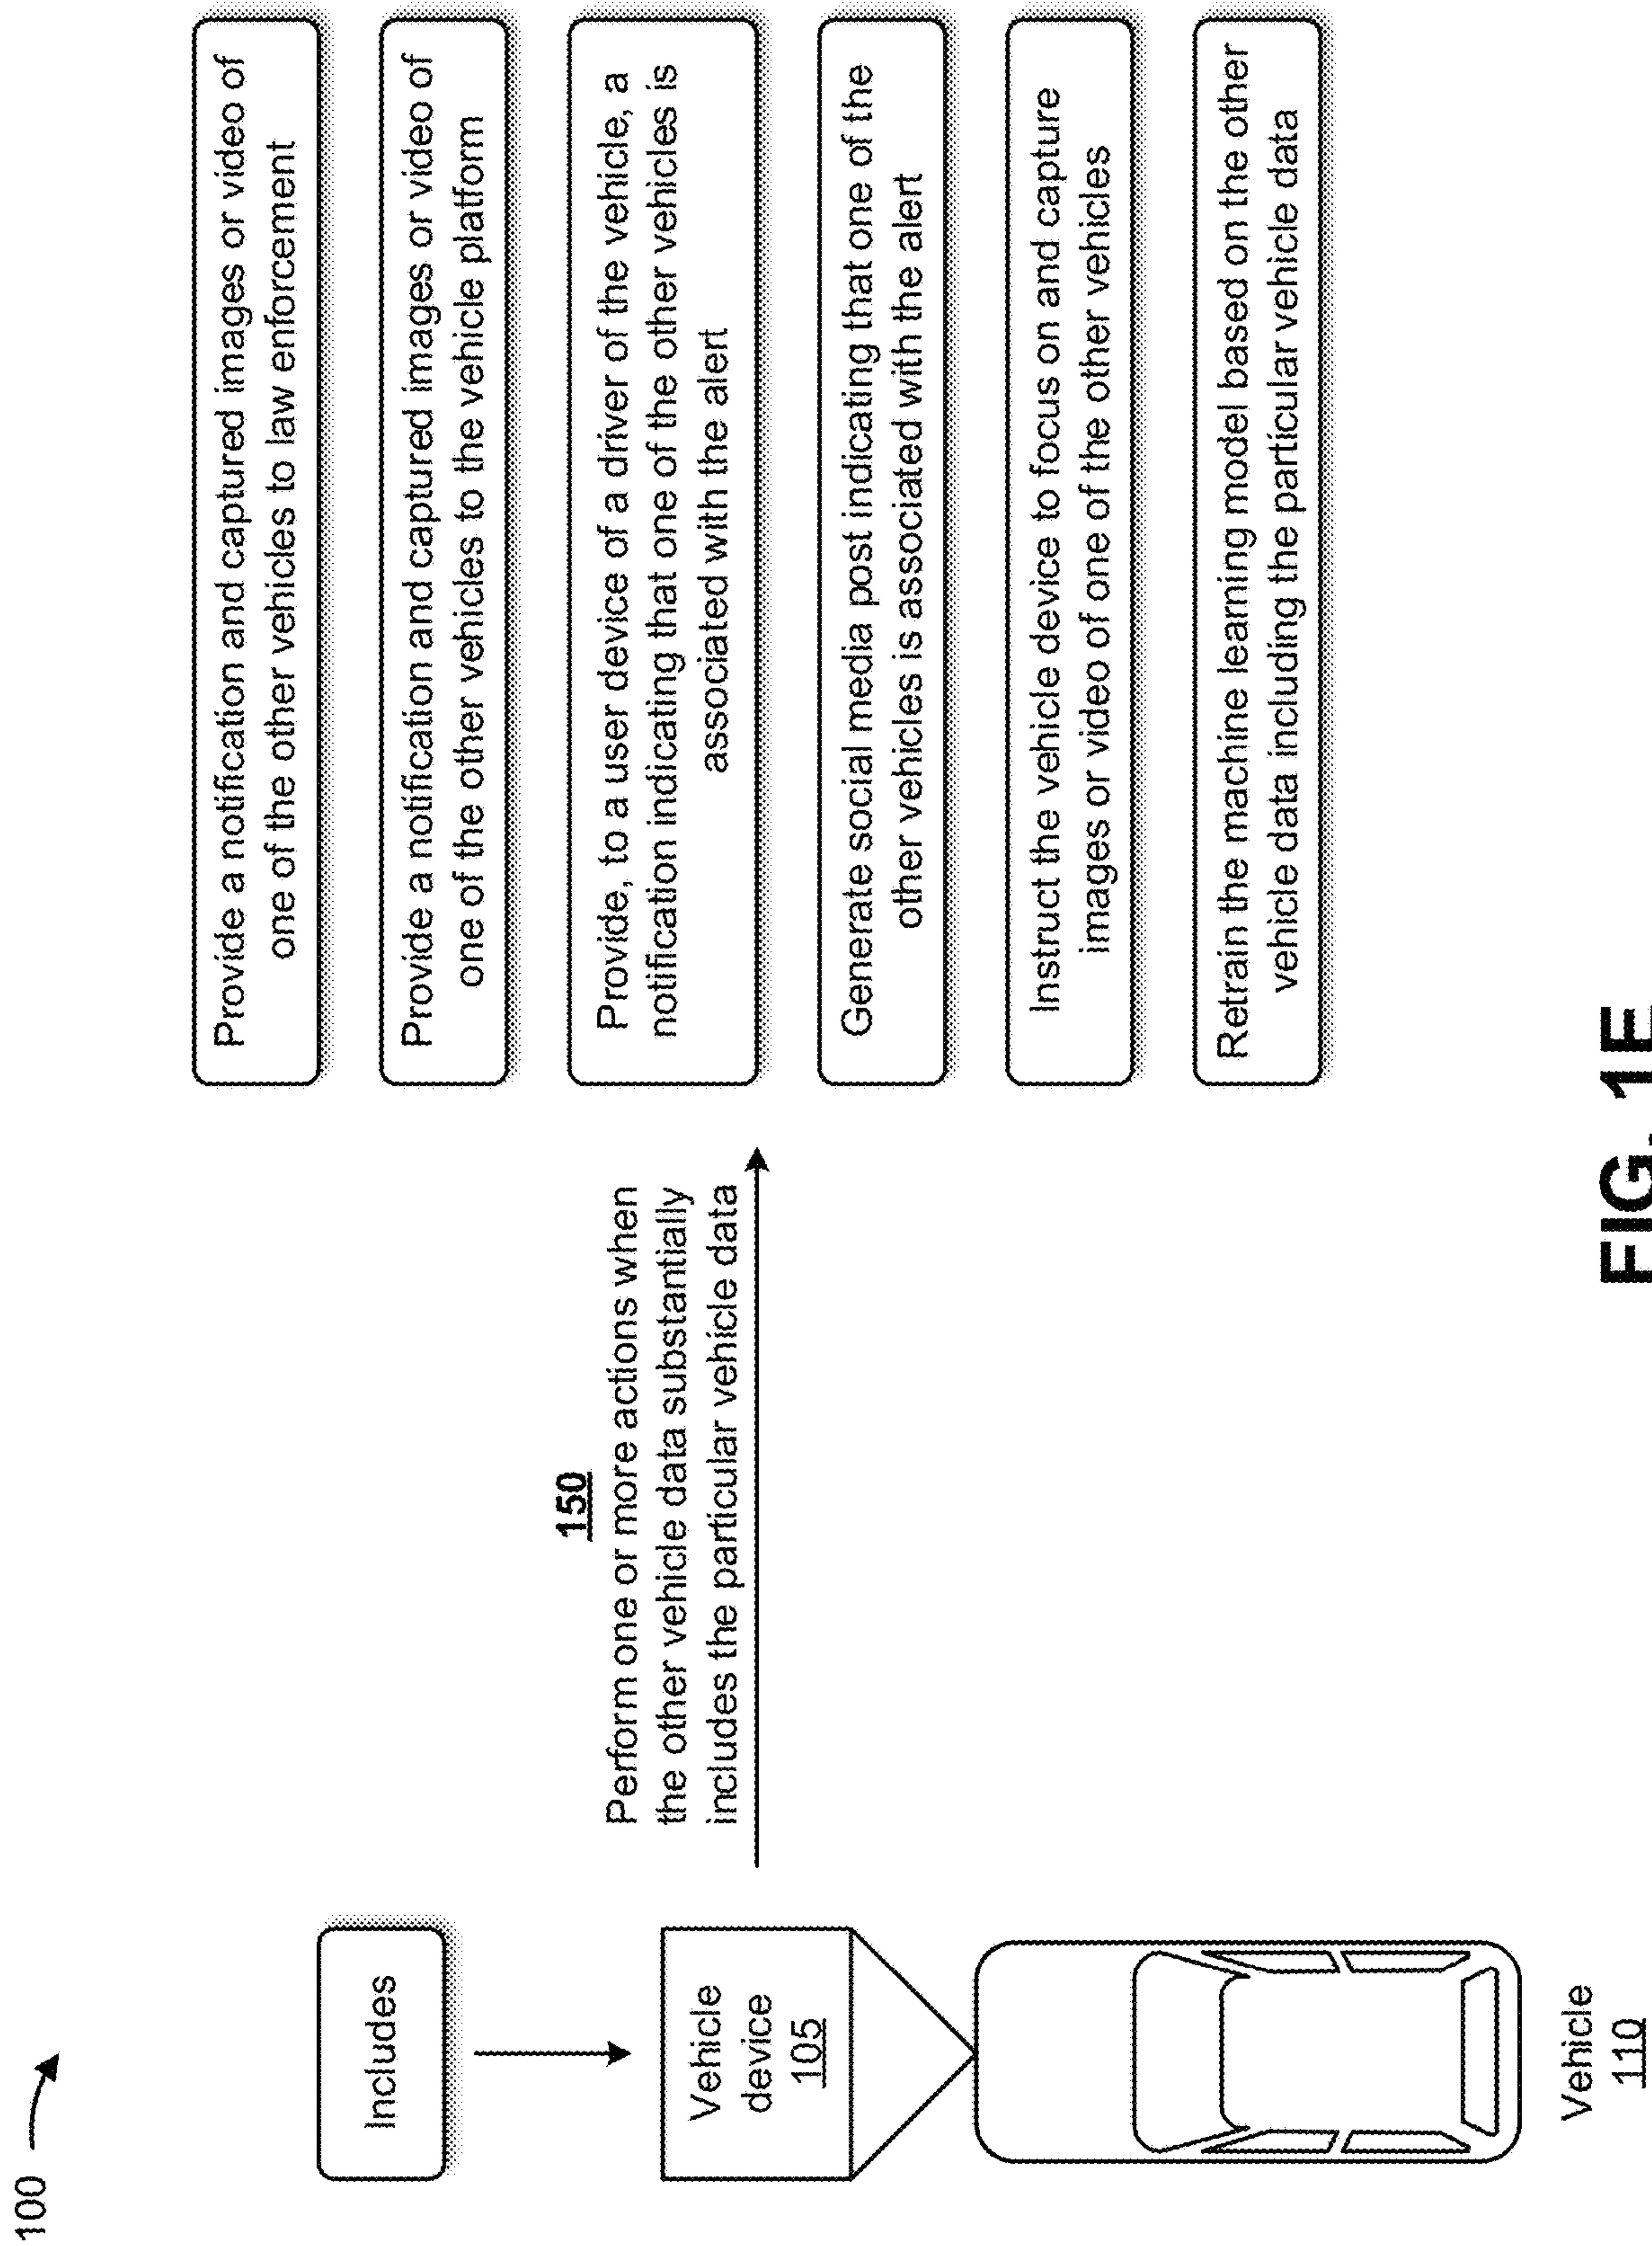 100
Includes
Vehicle
device
105
Vehicle
110
150
Perform one or more actions when
the other vehicle data substantially
includes the particular vehicle data
Provide a notification and captured images or video of
one of the other vehicles to law enforcement
Provide a notification and captured images or video of
one of the other vehicles to the vehicle platform
Provide, to a user device of a driver of the vehicle, a
notification indicating that one of the other vehicles is
associated with the alert
Generate social media post indicating that one of the
other vehicles is associated with the alert
Instruct the vehicle device to focus on and capture
images or video of one of the other vehicles
Retrain the machine learning model based on the other
vehicle data including the particular vehicle data
FIG. 1E